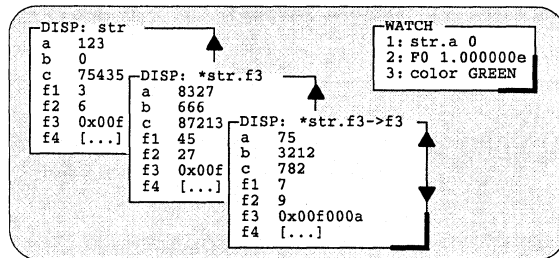 DISP: str
a 123
b 0
c 75435
f1 3
f2 6
f3 0x00f
f4 [...]
DISP: *str.f3
a 8327
b 666
c 87213
f1 45
f2 27
f3 0x00f
f4 [...]
DISP: *str.f3->f3
a 75
b 3212
c 782
f1 7
f2 9
f3 0x00f000a
f4 [...]
WATCH
1: str.a 0
2: F0 1.000000e
3: color GREEN